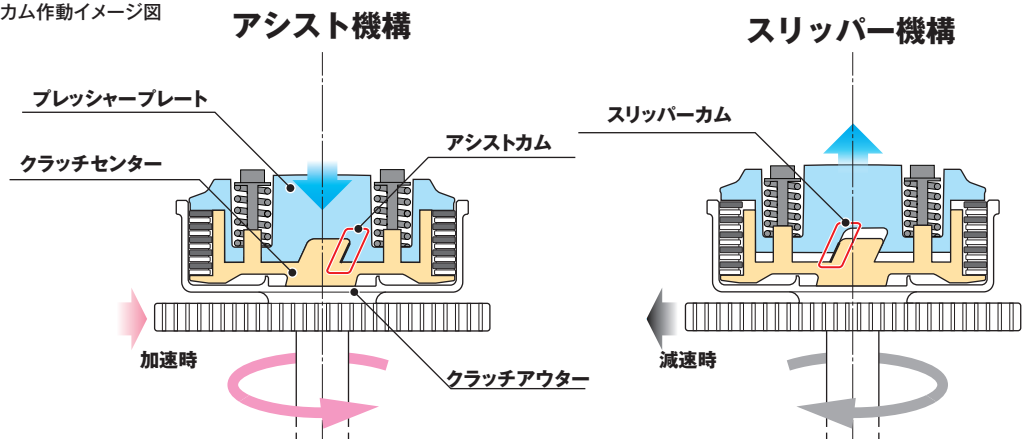 カム作動イメージ図
アシスト機構
スリッパー機構
プレッシャープレート
クラッチセンター
アシストカム
スリッパーカム
加速時
クラッチアウター
減速時